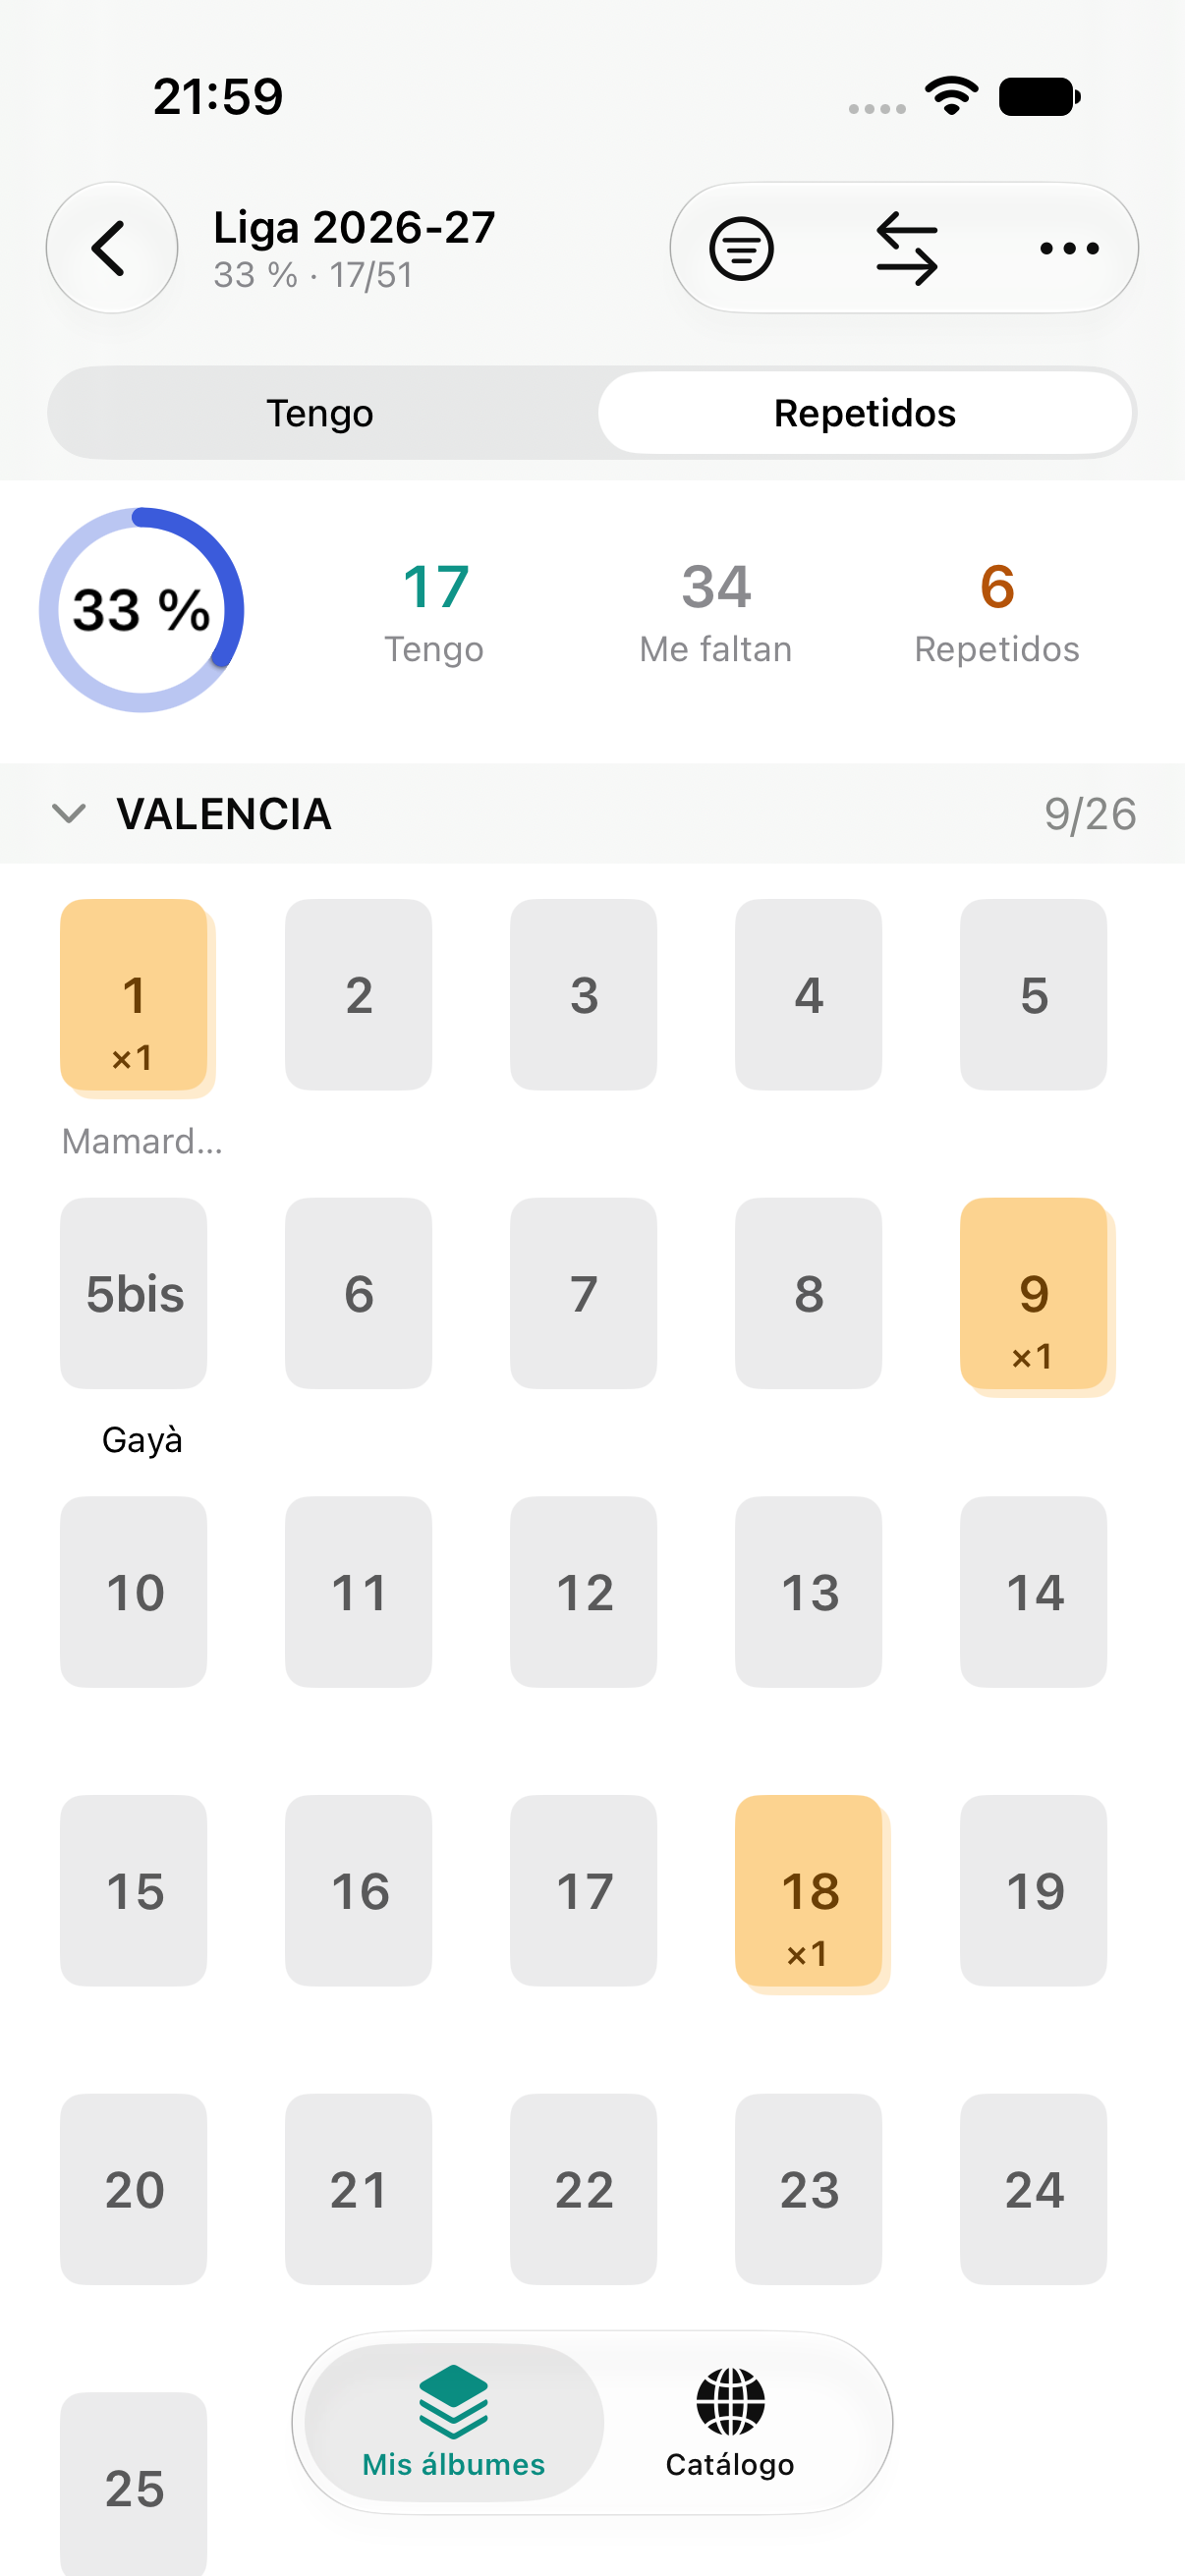 21:59
Liga 2026-27
33 % · 17/51
Tengo
Repetidos
33 %
17
34
6
Tengo
Me faltan
Repetidos
VALENCIA
9/26
1
2
3
4
5
×1
Mamard...
5bis
6
7
8
9
×1
Gayà
10
11
12
13
14
15
16
17
18
19
×1
20
21
22
23
24
25
Mis álbumes
Catálogo